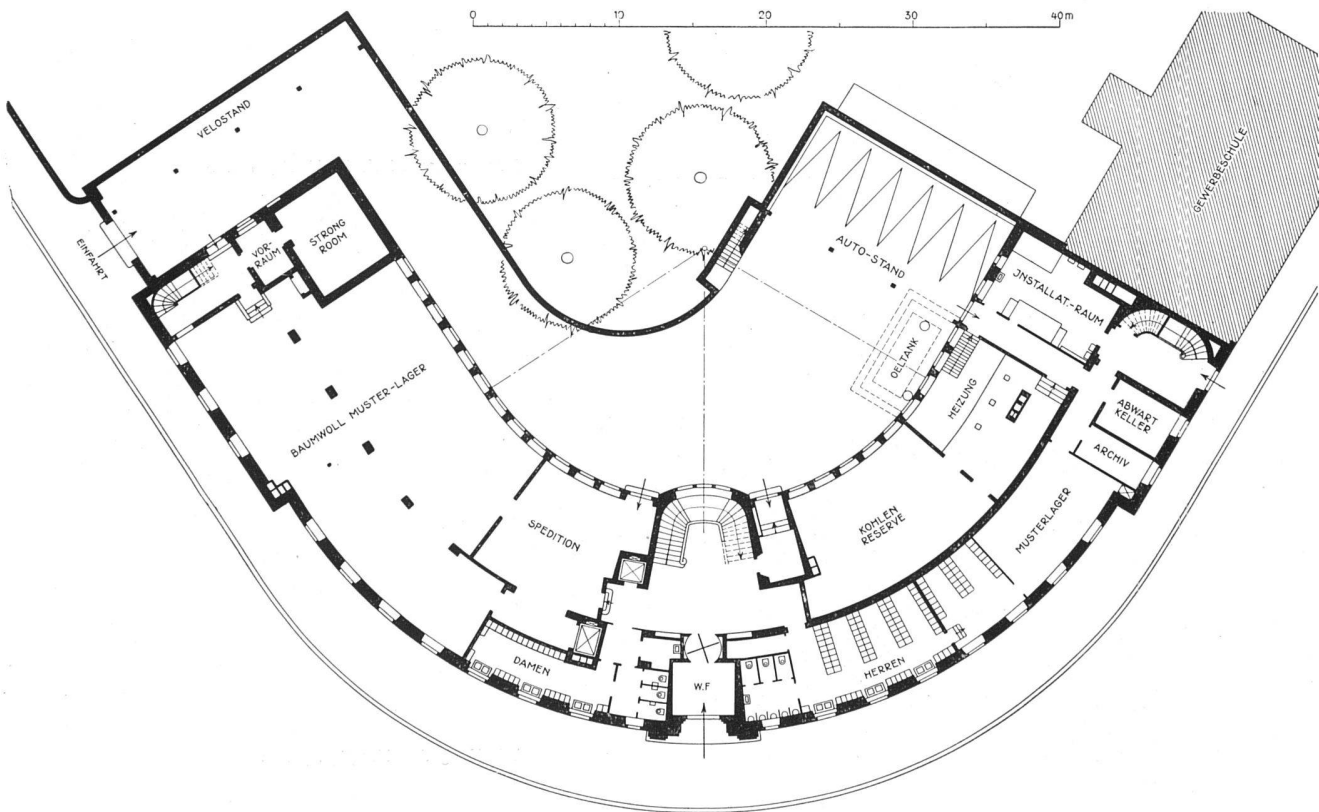 0 10 20 30 40 m
VELOSTAND
GEWERBESCHULE
EINFAHRT
VOR-
RAUM
STRONG
ROOM
AUTO-STAND
JNSTALLAT.-RAUM
OELTANK
HEIZUNG
ABWART
KELLER
ARCHIV
BAUMWOLL MUSTER-LAGER
SPEDITION
KOHLEN
RESERVE
MUSTERLAGER
DAMEN
W.F
HERREN